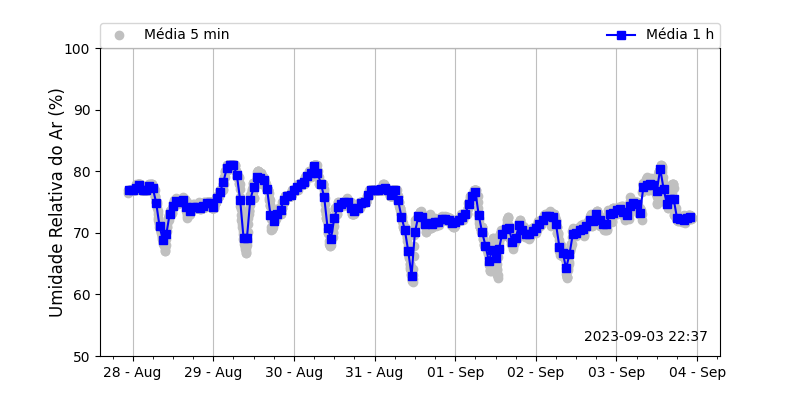 Média 5 min Média 1 h
100
90
80
70
60
50
Umidade Relativa do Ar (%)
2023-09-03 22:37
28 - Aug 29 - Aug 30 - Aug 31 - Aug 01 - Sep 02 - Sep 03 - Sep 04 - Sep